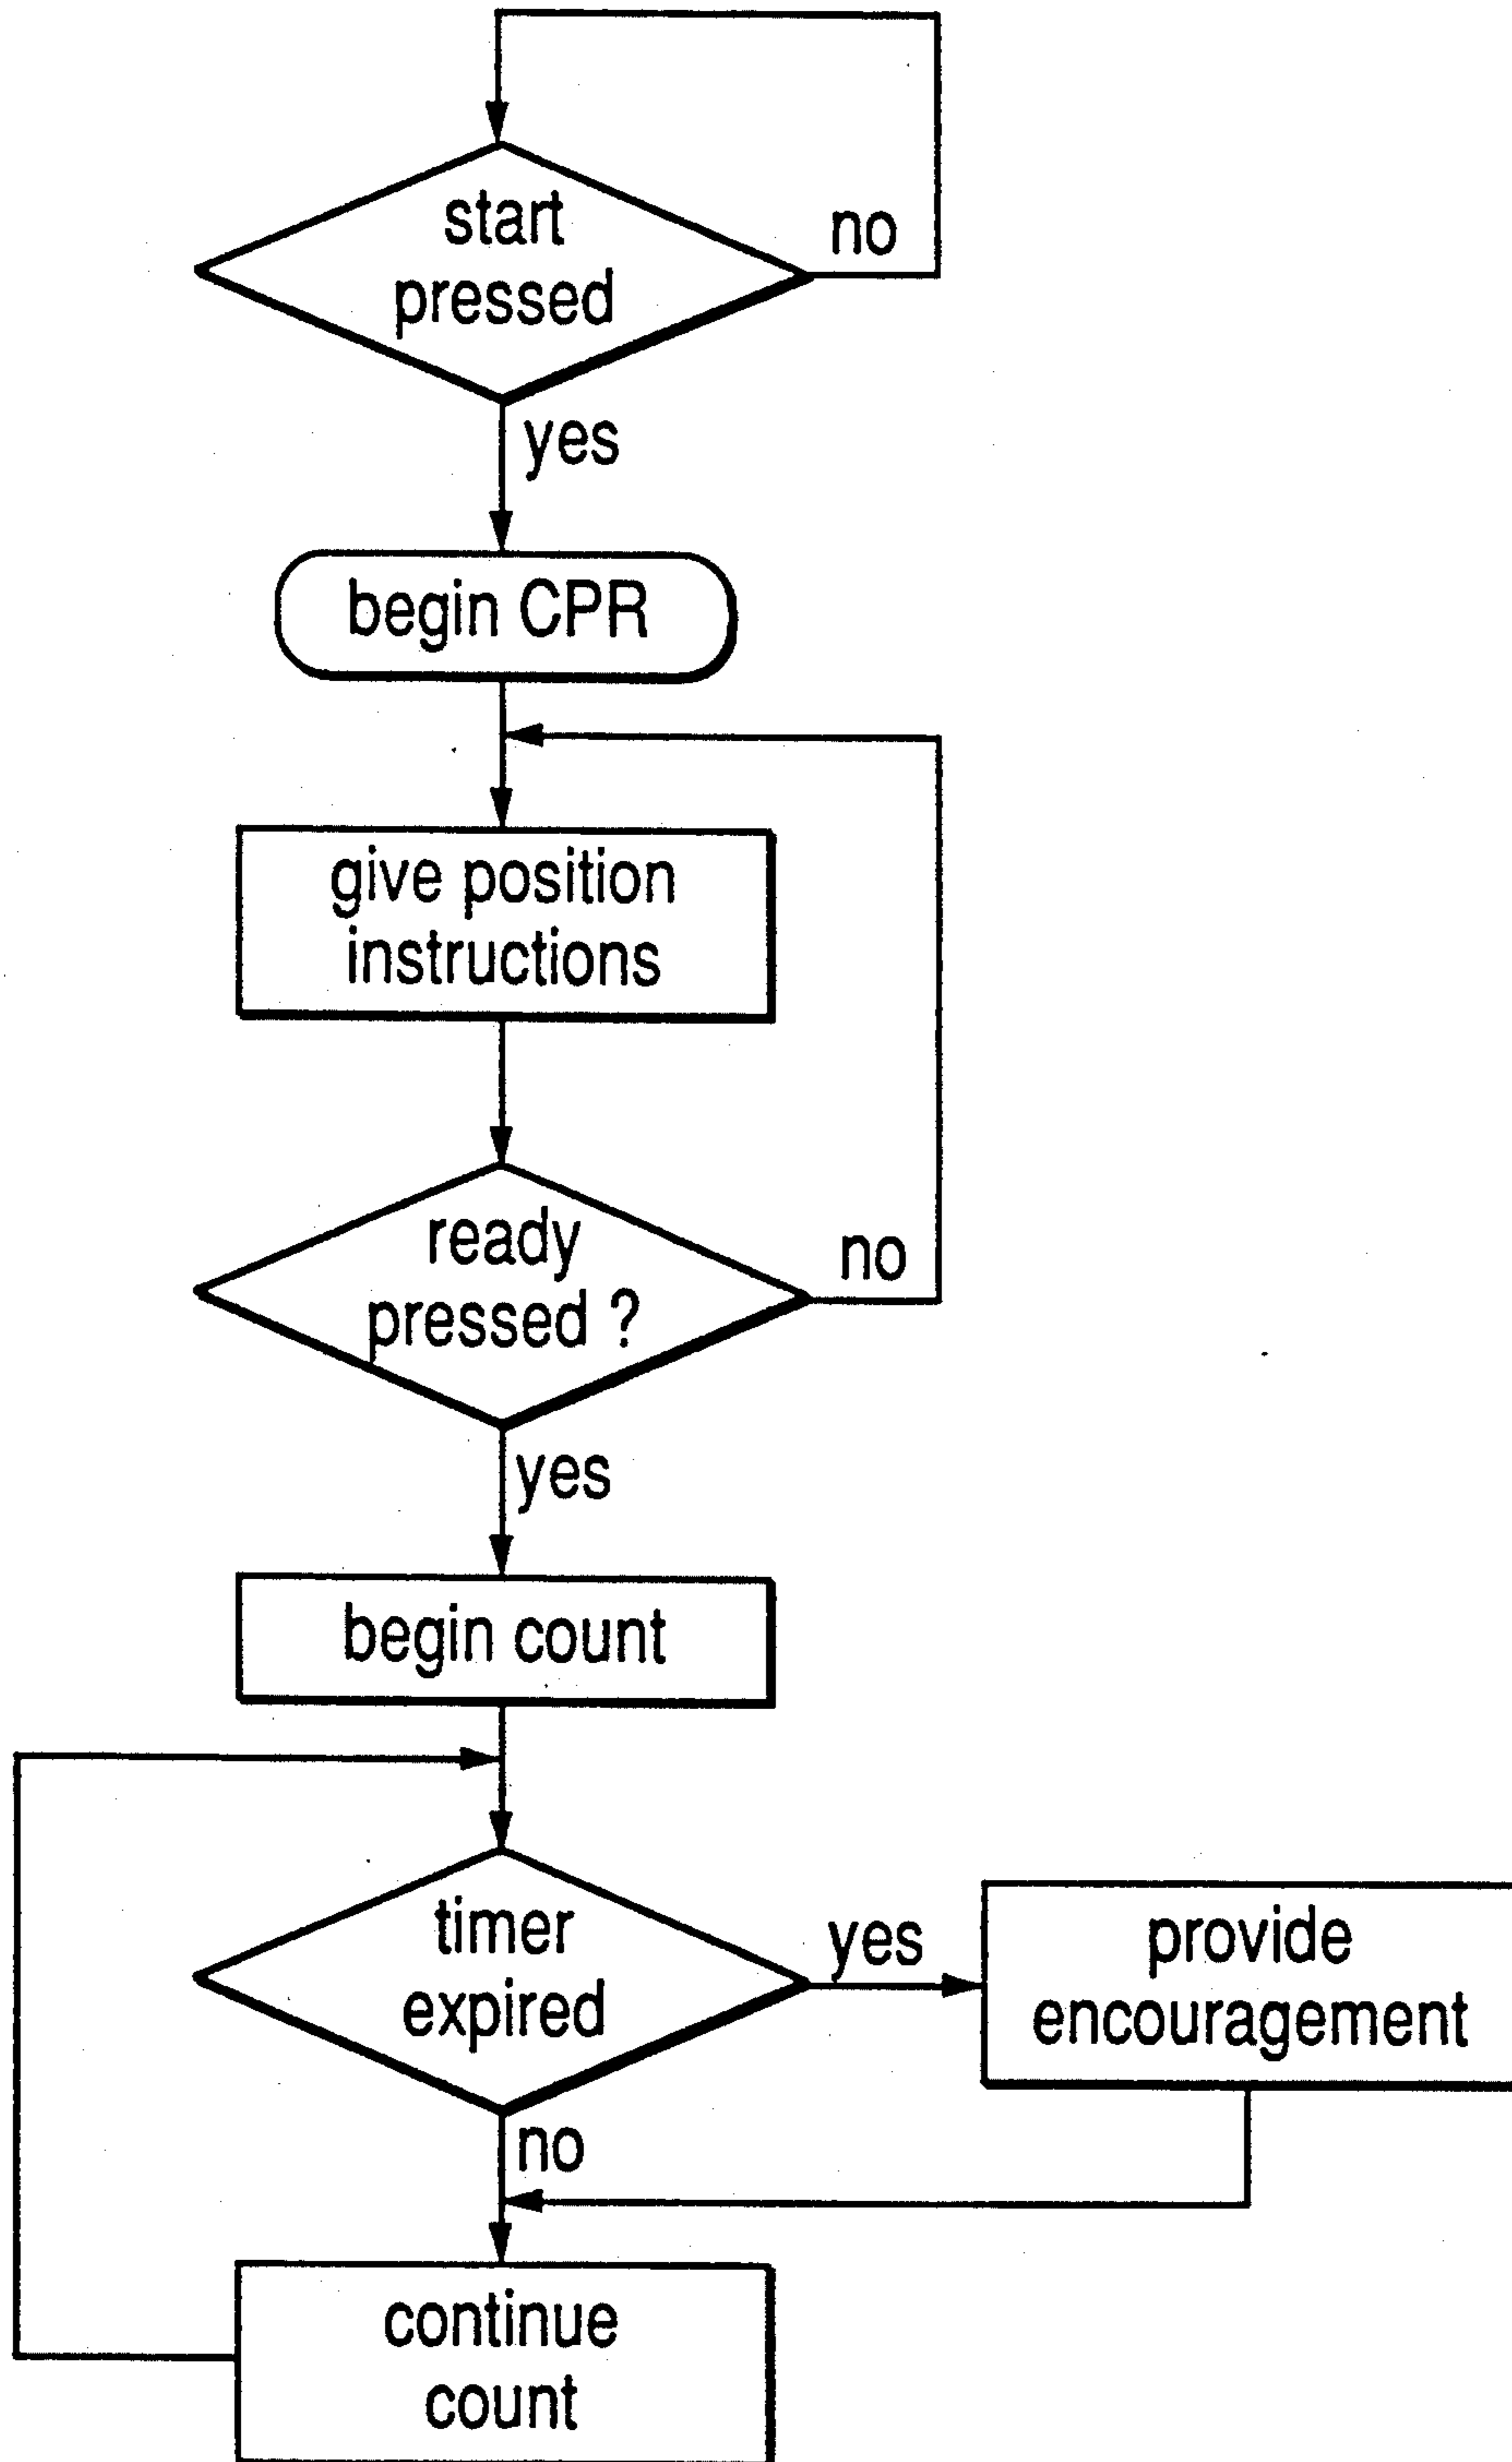 start
pressed
no
yes
begin CPR
give position
instructions
ready
pressed ?
no
yes
begin count
timer
expired
yes
provide
encouragement
no
continue
count